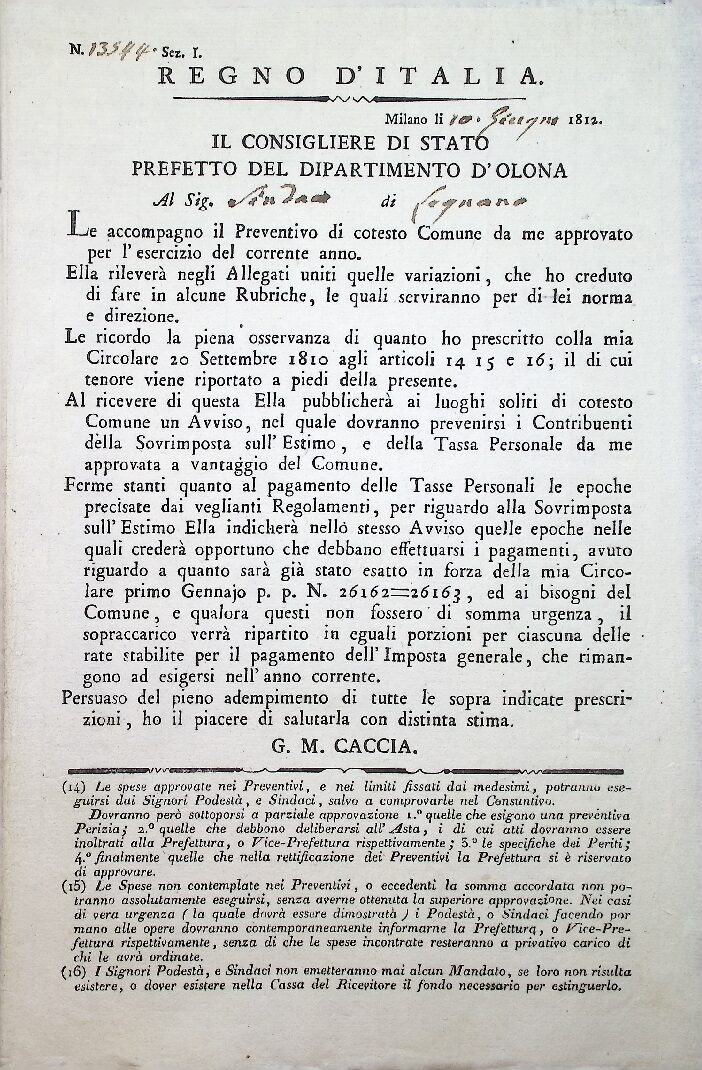 N. 13544. Sez. I.
REGNO D'ITALIA.
Milano li 10. Giugno 1812.
IL CONSIGLIERE DI STATO
PREFETTO DEL DIPARTIMENTO D'OLONA
Al Sig. Sindaco di
Le accompagno il Preventivo di cotesto Comune da me approvato
per l'esercizio del corrente anno.
Ella rileverà negli Allegati uniti quelle variazioni, che ho creduto
di fare in alcune Rubriche, le quali serviranno per di lei norma
e direzione.
Le ricordo la piena osservanza di quanto ho prescritto colla mia
Circolare 20 Settembre 1810 agli articoli 14 15 e 16; il di cui
tenore viene riportato a piedi della presente.
Al ricevere di questa Ella pubblicherà ai luoghi soliti di cotesto
Comune un Avviso, nel quale dovranno prevenirsi i Contribuenti
della Sovrimposta sull'Estimo, e della Tassa Personale da me
approvata a vantaggio del Comune.
Ferme stanti quanto al pagamento delle Tasse Personali le epoche
precisate dai veglianti Regolamenti, per riguardo alla Sovrimposta
sull'Estimo Ella indicherà nello stesso Avviso quelle epoche nelle
quali crederà opportuno che debbano effettuarsi i pagamenti, avuto
riguardo a quanto sarà già stato esatto in forza della mia Circo-
lare primo Gennajo p. p. N. 26162=26163, ed ai bisogni del
Comune, e qualora questi non fossero di somma urgenza, il
sopraccarico verrà ripartito in eguali porzioni per ciascuna delle
rate stabilite per il pagamento dell'Imposta generale, che riman-
gono ad esigersi nell'anno corrente.
Persuaso del pieno adempimento di tutte le sopra indicate prescri-
zioni, ho il piacere di salutarla con distinta stima.
G. M. CACCIA.
(14) Le spese approvate nei Preventivi, e nei limiti fissati dai medesimi, potranno ese-
guirsi dai Signori Podestà, e Sindaci, salvo a comprovarle nel Consuntivo.
Dovranno però sottoporsi a parziale approvazione 1.° quelle che esigono una preventiva
Perizia; 2.° quelle che debbono deliberarsi all'Asta, i di cui atti dovranno essere
inoltrati alla Prefettura, o Vice-Prefettura rispettivamente; 3.° le specifiche dei Periti;
4.° finalmente quelle che nella rettificazione dei Preventivi la Prefettura si è riservato
di approvare.
(15) Le Spese non contemplate nei Preventivi, o eccedenti la somma accordata non po-
tranno assolutamente eseguirsi, senza averne ottenuta la superiore approvazione. Nei casi
di vera urgenza (la quale dovrà essere dimostrata) i Podestà, o Sindaci facendo por
mano alle opere dovranno contemporaneamente informarne la Prefettura, o Vice-Pre-
fettura rispettivamente, senza di che le spese incontrate resteranno a privativo carico di
chi le avrà ordinate.
(16) I Signori Podestà, e Sindaci non emetteranno mai alcun Mandato, se loro non risulta
esistere, o dover esistere nella Cassa del Ricevitore il fondo necessario per estinguerlo.